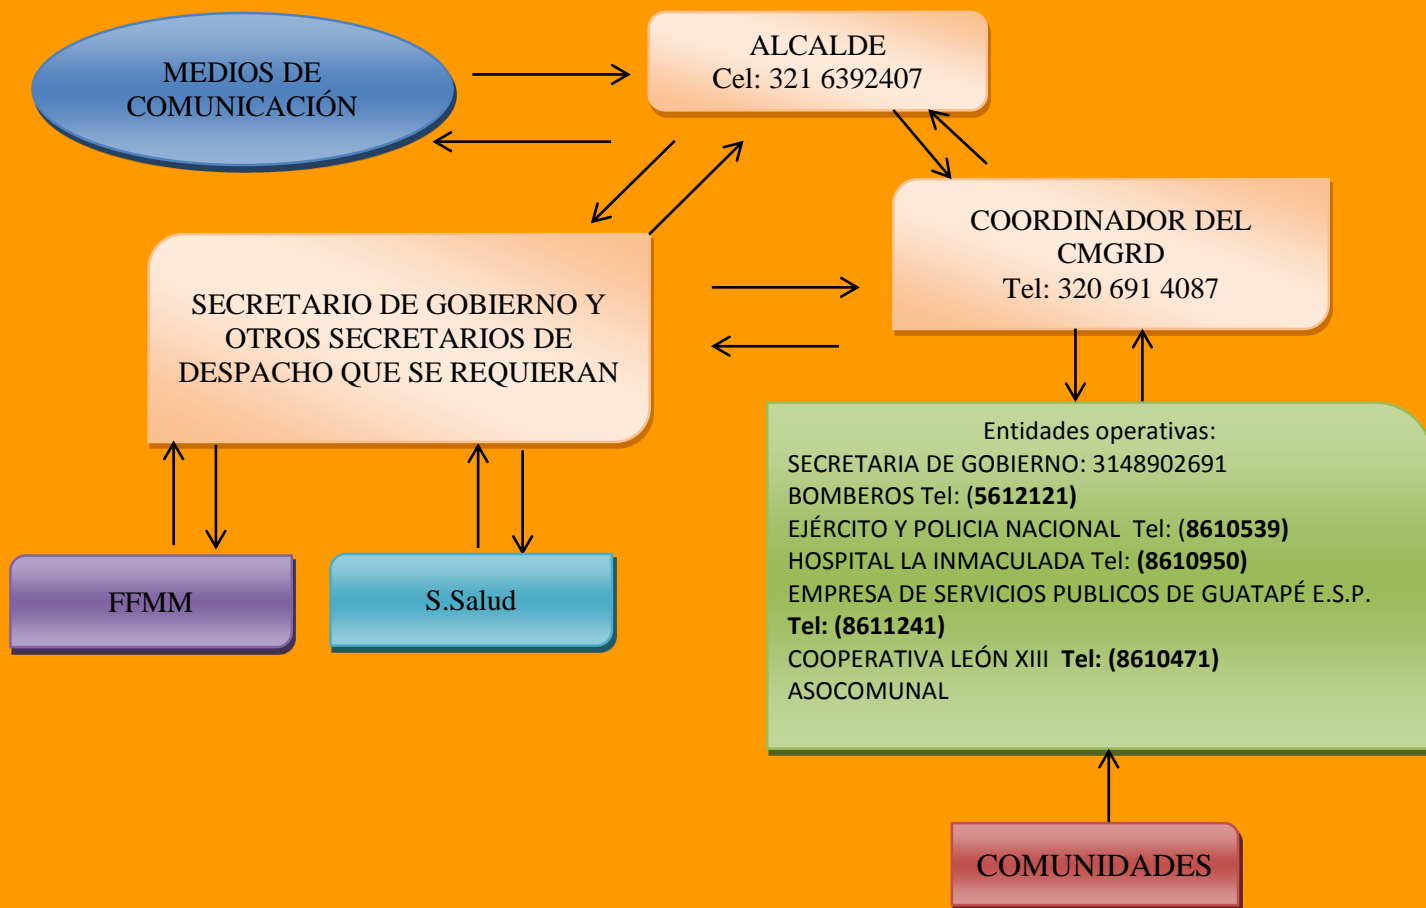 MEDIOS DE
COMUNICACIÓN
ALCALDE
Cel: 321 6392407
COORDINADOR DEL
CMGRD
Tel: 320 691 4087
SECRETARIO DE GOBIERNO Y
OTROS SECRETARIOS DE
DESPACHO QUE SE REQUIERAN
Entidades operativas:
SECRETARIA DE GOBIERNO: 3148902691
BOMBEROS Tel: (5612121)
EJÉRCITO Y POLICIA NACIONAL Tel: (8610539)
HOSPITAL LA INMACULADA Tel: (8610950)
EMPRESA DE SERVICIOS PUBLICOS DE GUATAPÉ E.S.P.
Tel: (8611241)
COOPERATIVA LEÓN XIII Tel: (8610471)
ASOCOMUNAL
FFMM
S.Salud
COMUNIDADES